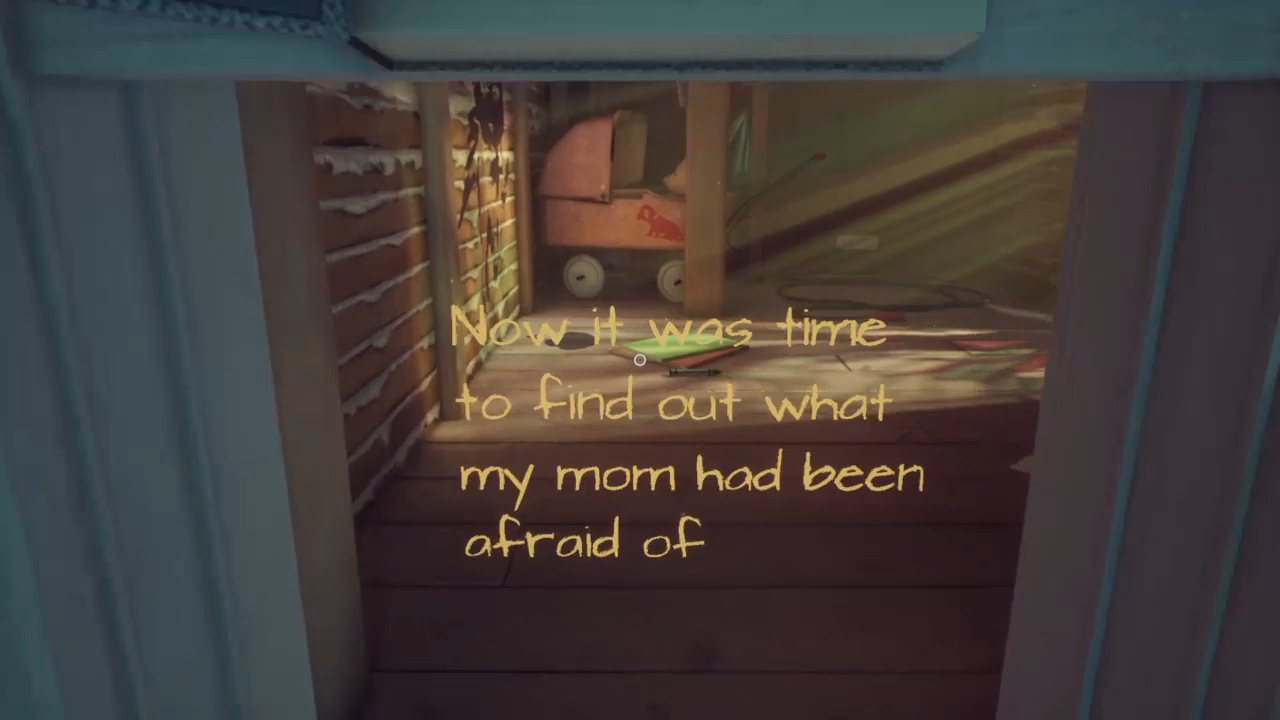 Now it was time
to find out what
my mom had been
afraid of